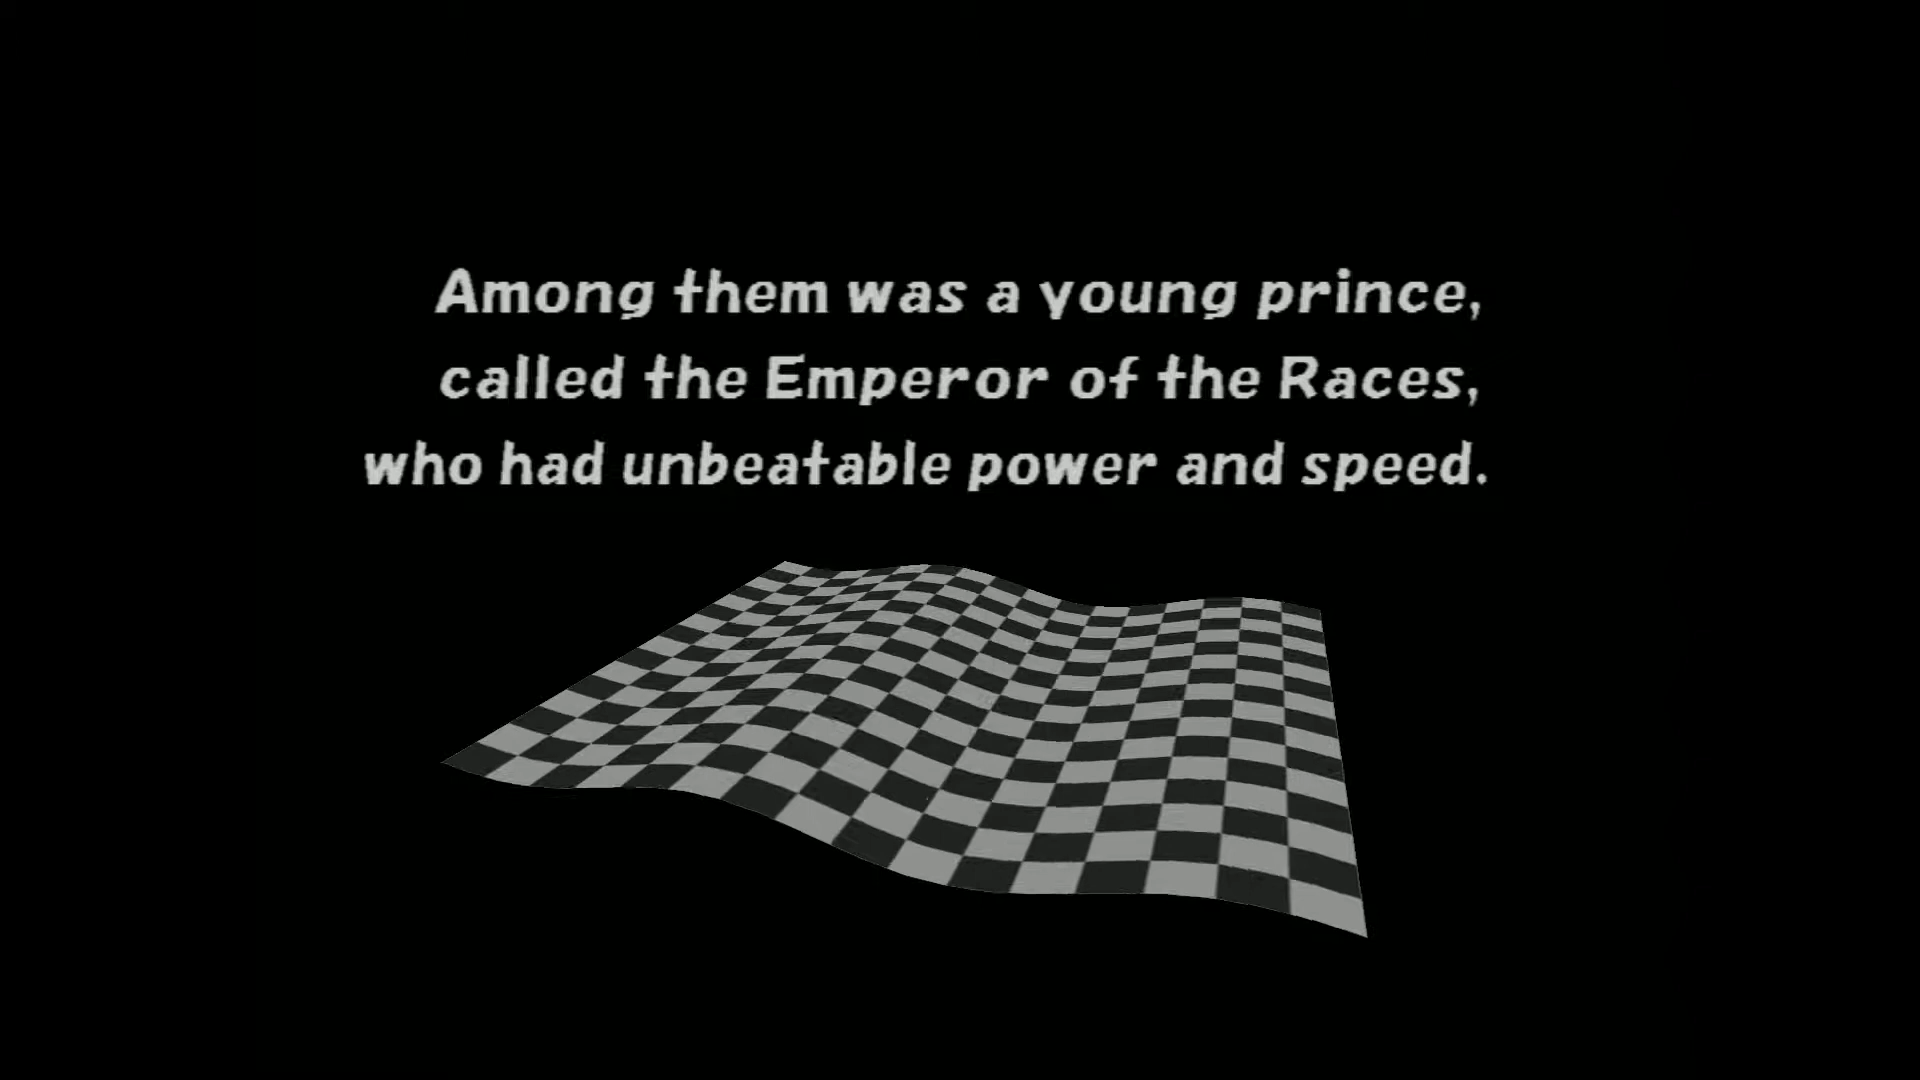 Among them was a young prince,
called the Emperor of the Races,
who had unbeatable power and speed.